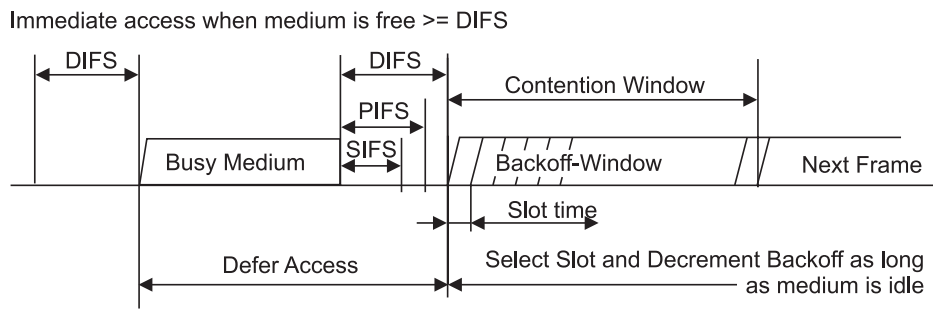 Immediate access when medium is free >= DIFS
DIFS
DIFS
Contention Window
PIFS
SIFS
Busy Medium
Backoff-Window
Next Frame
Slot time
Defer Access
Select Slot and Decrement Backoff as long
as medium is idle